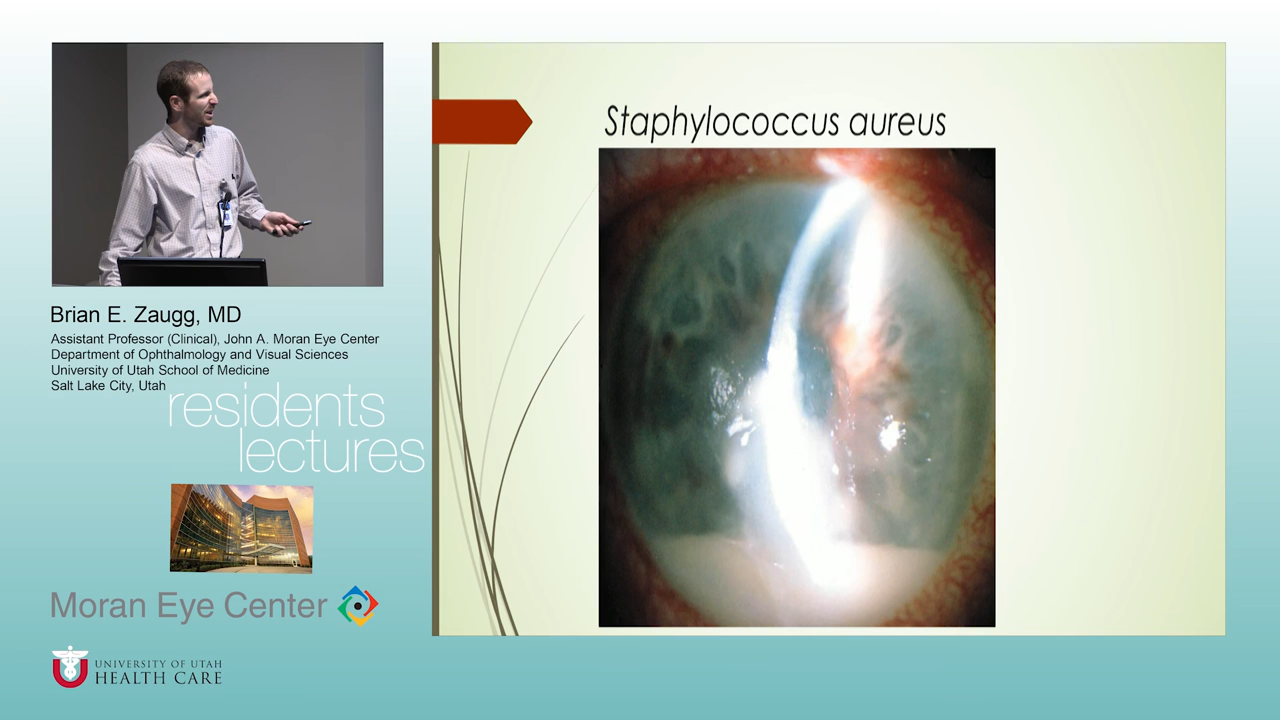 Staphylococcus aureus
Brian E. Zaugg, MD
Assistant Professor (Clinical), John A. Moran Eye Center
Department of Ophthalmology and Visual Sciences
University of Utah School of Medicine
Salt Lake City, Utah
residents
lectures
Moran Eye Center
UNIVERSITY OF UTAH
HEALTH CARE